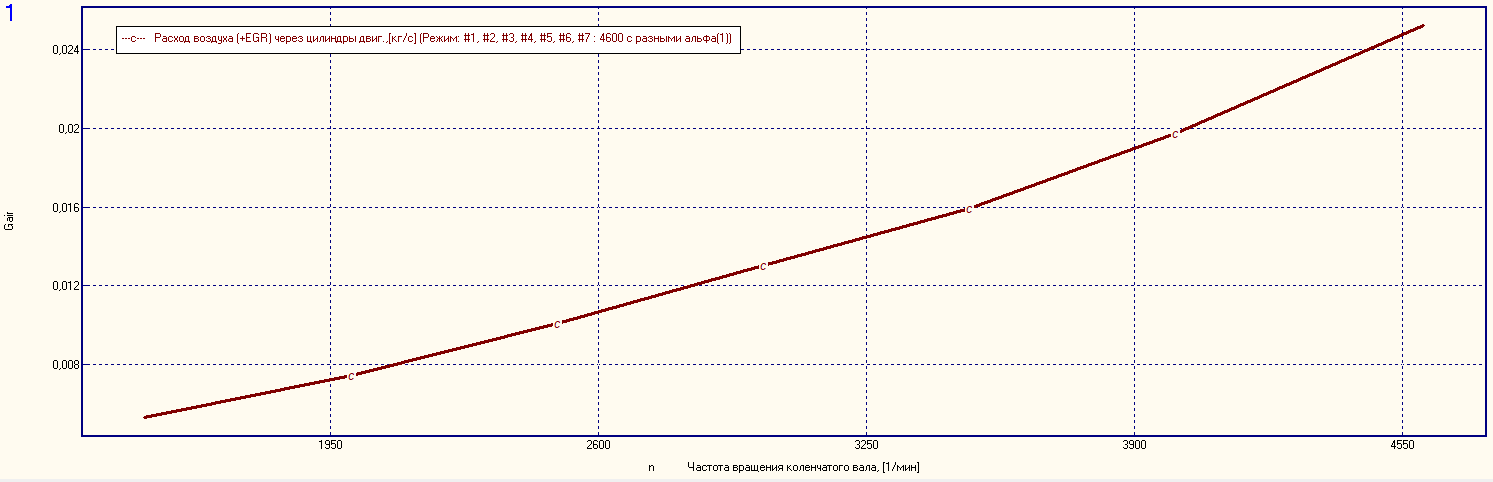 1
---c--- Расход воздуха (+EGR) через цилиндры двиг.,[кг/с] (Режим: #1, #2, #3, #4, #5, #6, #7 : 4600 с разными альфа(1))
0,024
0,02
0,016
0,012
0,008
Gair
c
c
c
c
c
c
1950 2600 3250 3900 4550
n Частота вращения коленчатого вала, [1/мин]